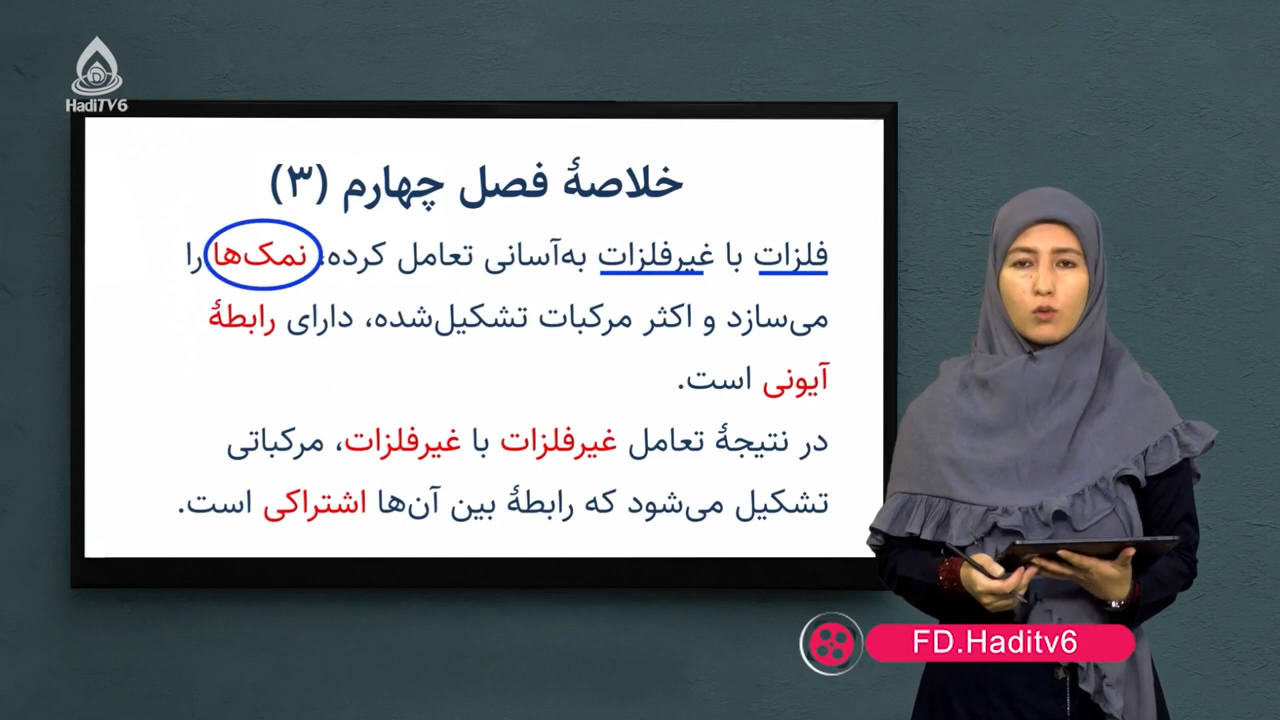 HadiTV6
خلاصهٔ فصل چهارم (۳)
فلزات با غیرفلزات به‌آسانی تعامل کرده، نمک‌ها را
می‌سازد و اکثر مرکبات تشکیل‌شده، دارای رابطهٔ
آیونی است.
در نتیجهٔ تعامل غیرفلزات با غیرفلزات، مرکباتی
تشکیل می‌شود که رابطهٔ بین آن‌ها اشتراکی است.
FD.Haditv6